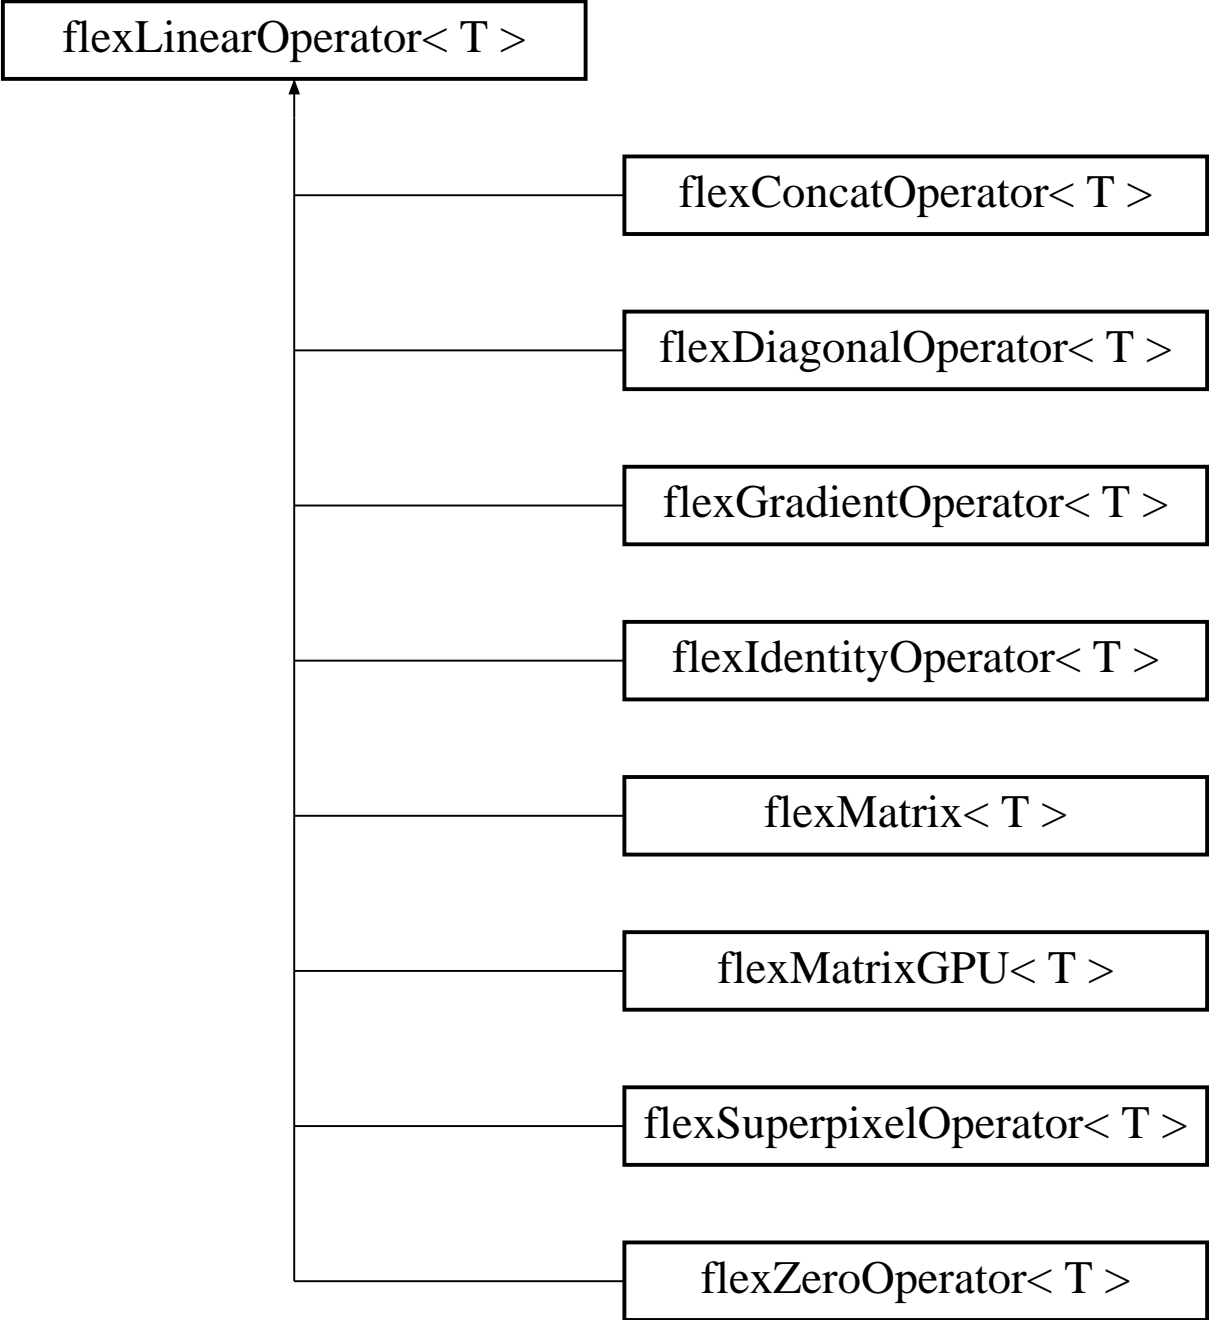 flexLinearOperator< T >
flexConcatOperator< T >
flexDiagonalOperator< T >
flexGradientOperator< T >
flexIdentityOperator< T >
flexMatrix< T >
flexMatrixGPU< T >
flexSuperpixelOperator< T >
flexZeroOperator< T >